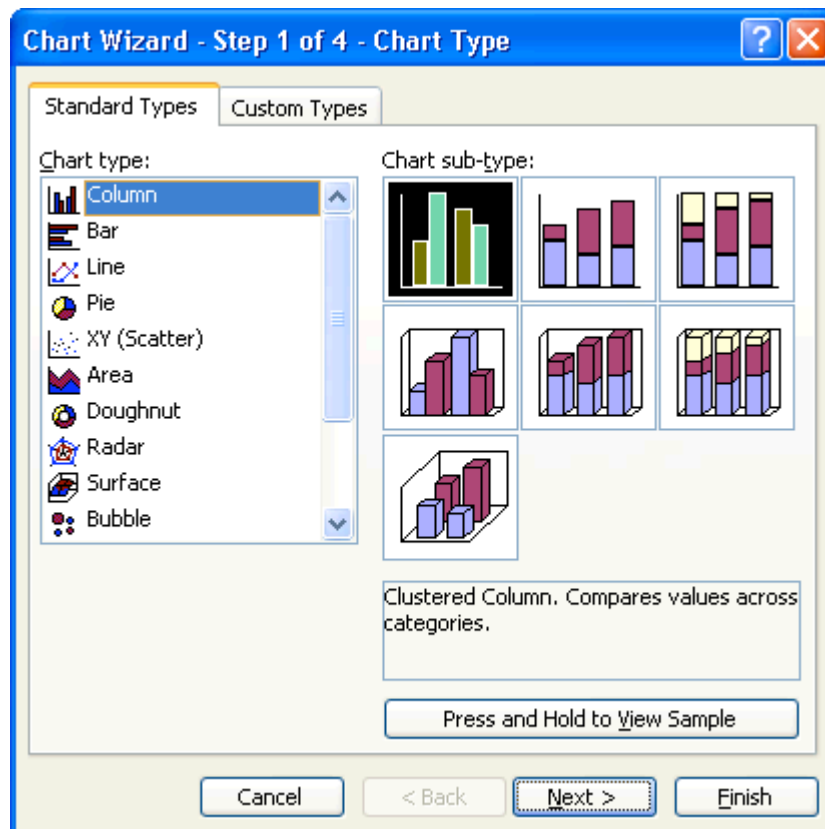 Chart Wizard - Step 1 of 4 - Chart Type
Standard Types
Custom Types
Chart type:
Column
Bar
Line
Pie
XY (Scatter)
Area
Doughnut
Radar
Surface
Bubble
Chart sub-type:
Clustered Column. Compares values across
categories.
Press and Hold to View Sample
Cancel
< Back
Next >
Finish